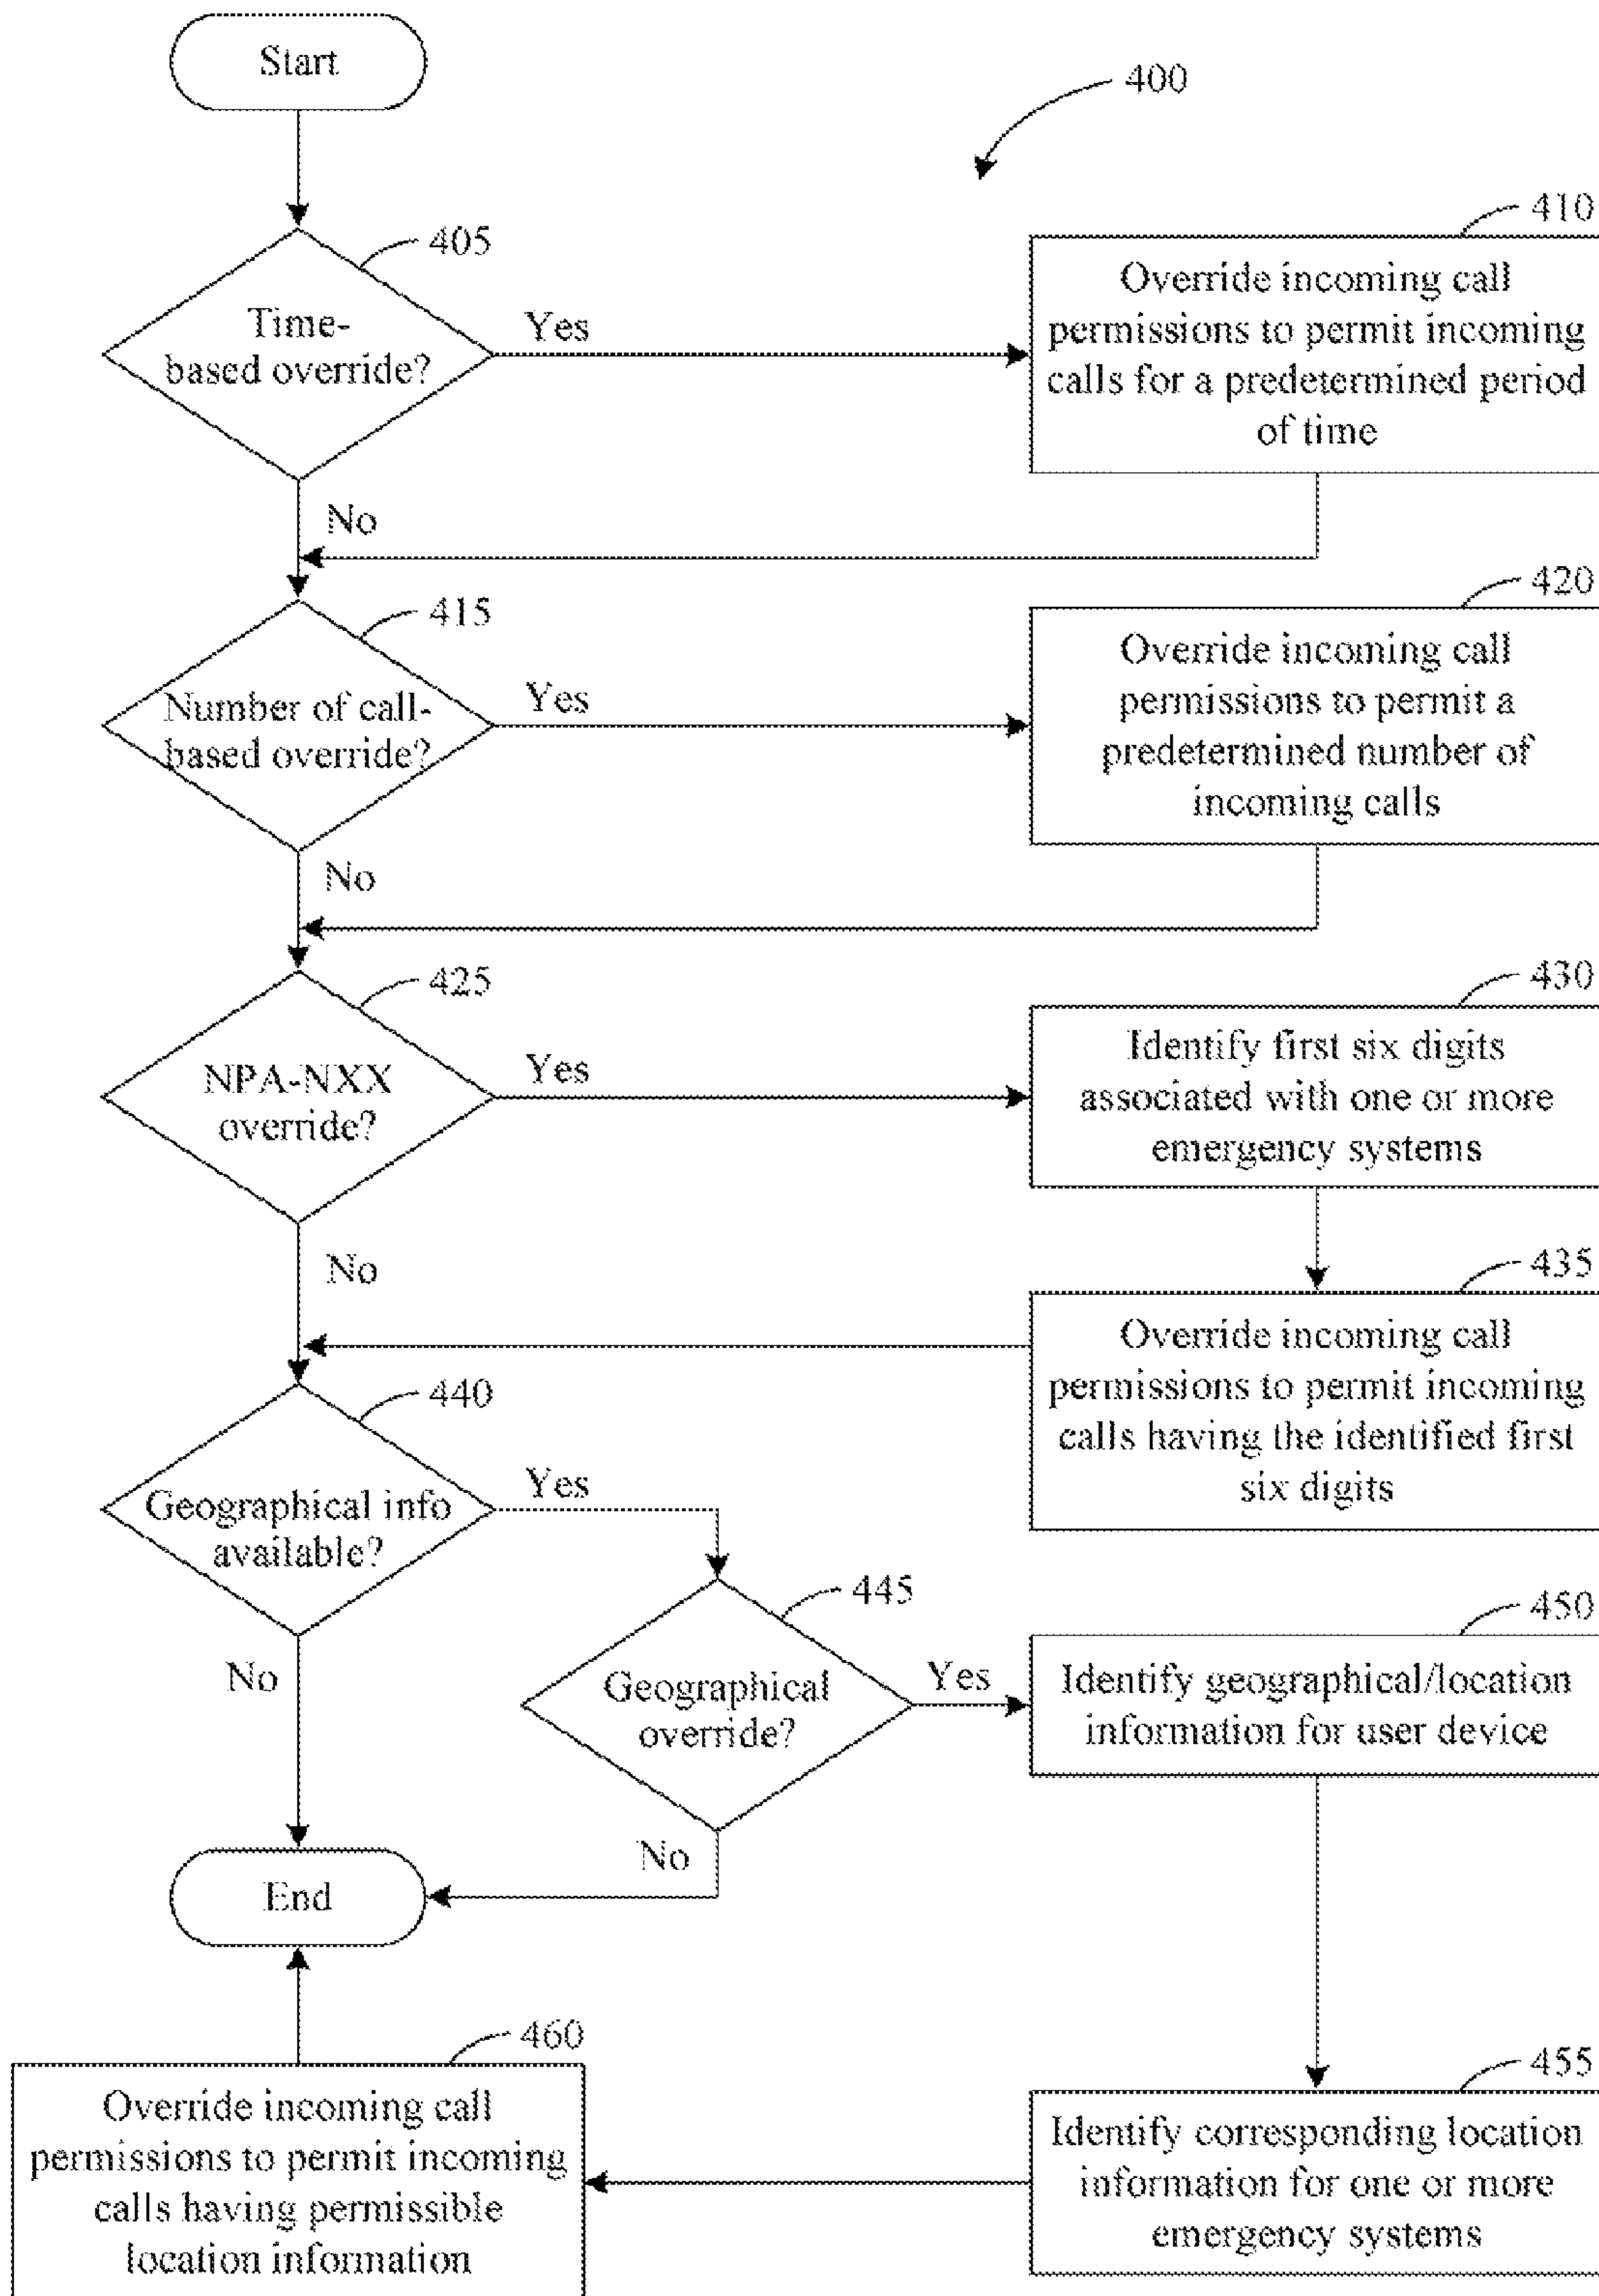 Start
400
405
Time-
based override?
Yes
410
Override incoming call
permissions to permit incoming
calls for a predetermined period
of time
No
415
Number of call-
based override?
Yes
420
Override incoming call
permissions to permit a
predetermined number of
incoming calls
No
425
NPA-NXX
override?
Yes
430
Identify first six digits
associated with one or more
emergency systems
No
435
Override incoming call
permissions to permit incoming
calls having the identified first
six digits
440
Geographical info
available?
Yes
445
Geographical
override?
Yes
450
Identify geographical/location
information for user device
No
No
End
460
Override incoming call
permissions to permit incoming
calls having permissible
location information
455
Identify corresponding location
information for one or more
emergency systems